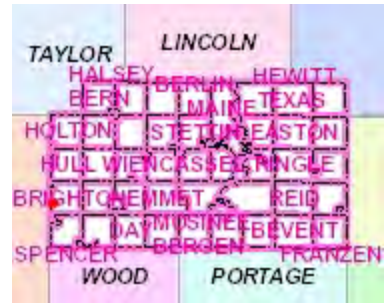 LINCOLN
TAYLOR
HALSEY BERLIN HEWITT
BERN MAINE TEXAS
HOLTON STETTIN EASTON
HULL WIEN CASSEL RINGLE
BRIGHTO EMMET REID
DAY MOSINEE BEVENT
SPENCER BERGEN FRANZEN
WOOD PORTAGE